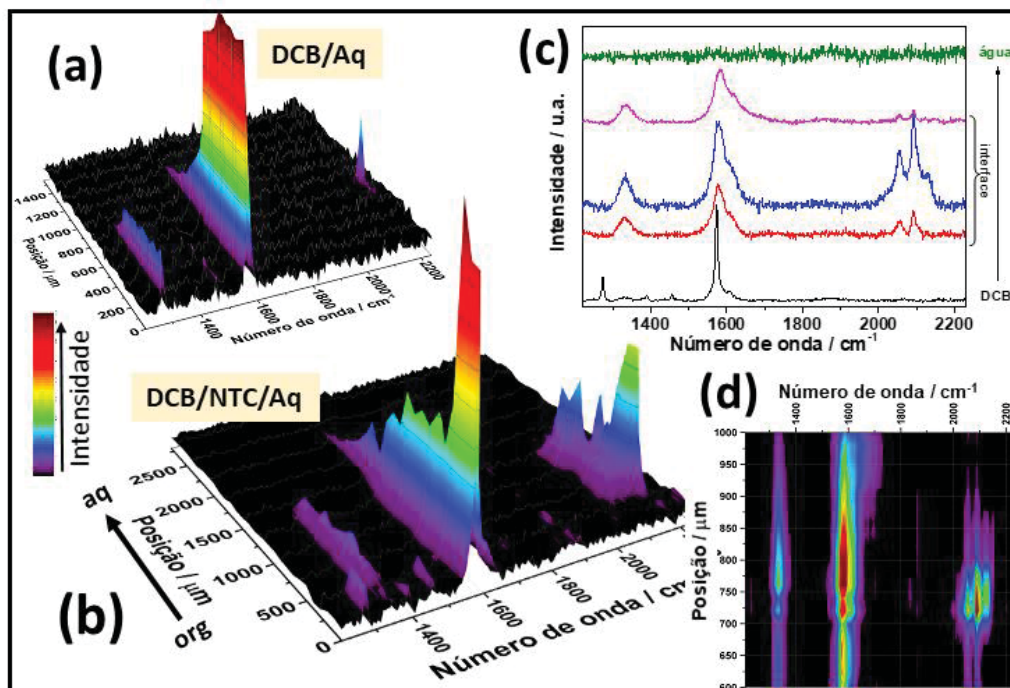 (a)
DCB/Aq
1400
1200
1000
800
600
400
200
0
Posição / μm
1400
1600
1800
2000
2200
Número de onda / cm-1
Intensidade
DCB/NTC/Aq
aq
org
2500
2000
1500
1000
500
0
Posição / μm
1400
1600
1800
2000
Número de onda / cm
(b)
(c)
Intensidade / u.a.
água
interface
DCB
1400 1600 1800 2000 2200
Número de onda / cm-1
(d)
Número de onda / cm-1
1400 1600 1800 2000
1000
950
900
850
800
750
700
650
600
Posição / μm